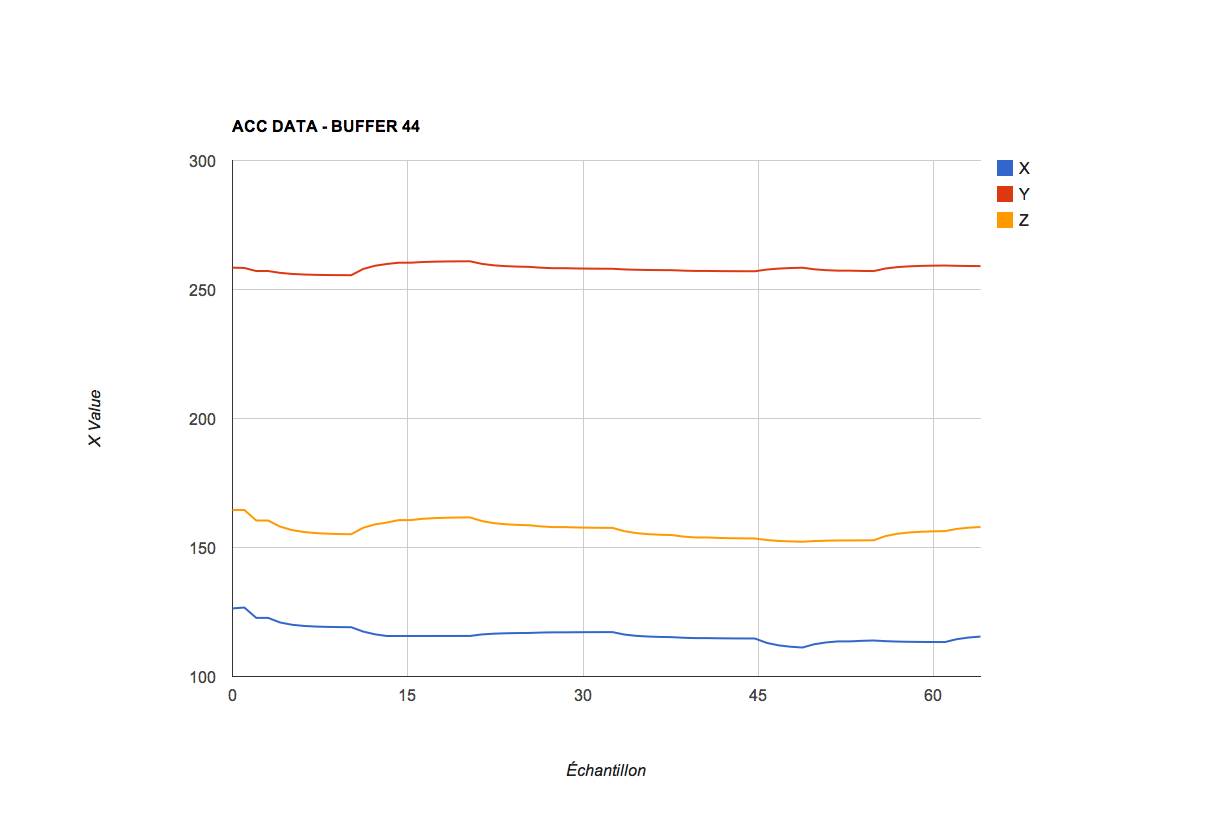 ACC DATA - BUFFER 44
300
250
200
150
100
X Value
0 15 30 45 60
Échantillon
X
Y
Z